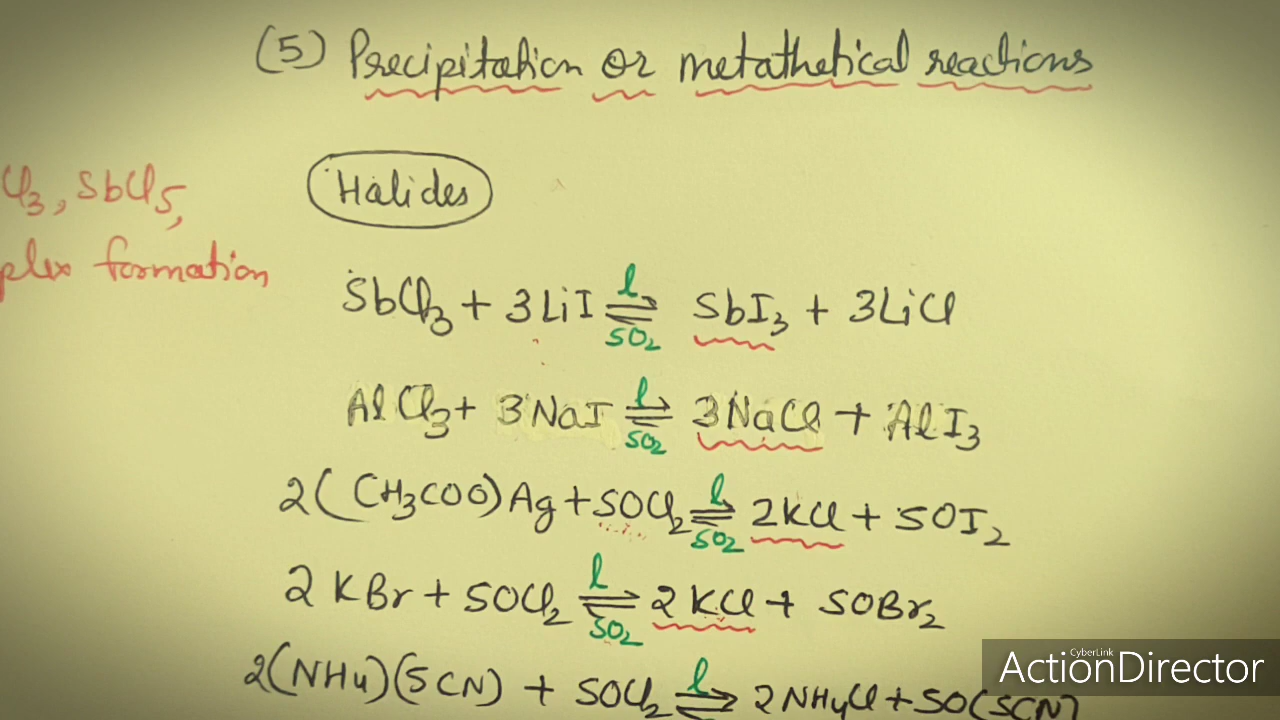 (5) Precipitation or metathetical reactions
Cl3, SbCl5,
Halides
plex formation
SbCl3 + 3LiI ⇌ SbI3 + 3LiCl
l
SO2
AlCl3 + 3NaI ⇌ 3NaCl + AlI3
l
SO2
2(CH3COO)Ag + SOCl2 ⇌ 2KCl + SOI2
l
SO2
2KBr + SOCl2 ⇌ 2KCl + SOBr2
l
SO2
2(NH4)(SCN) + SOCl2 ⇌ 2NH4Cl + SO(SCN)
l
CyberLink
ActionDirector